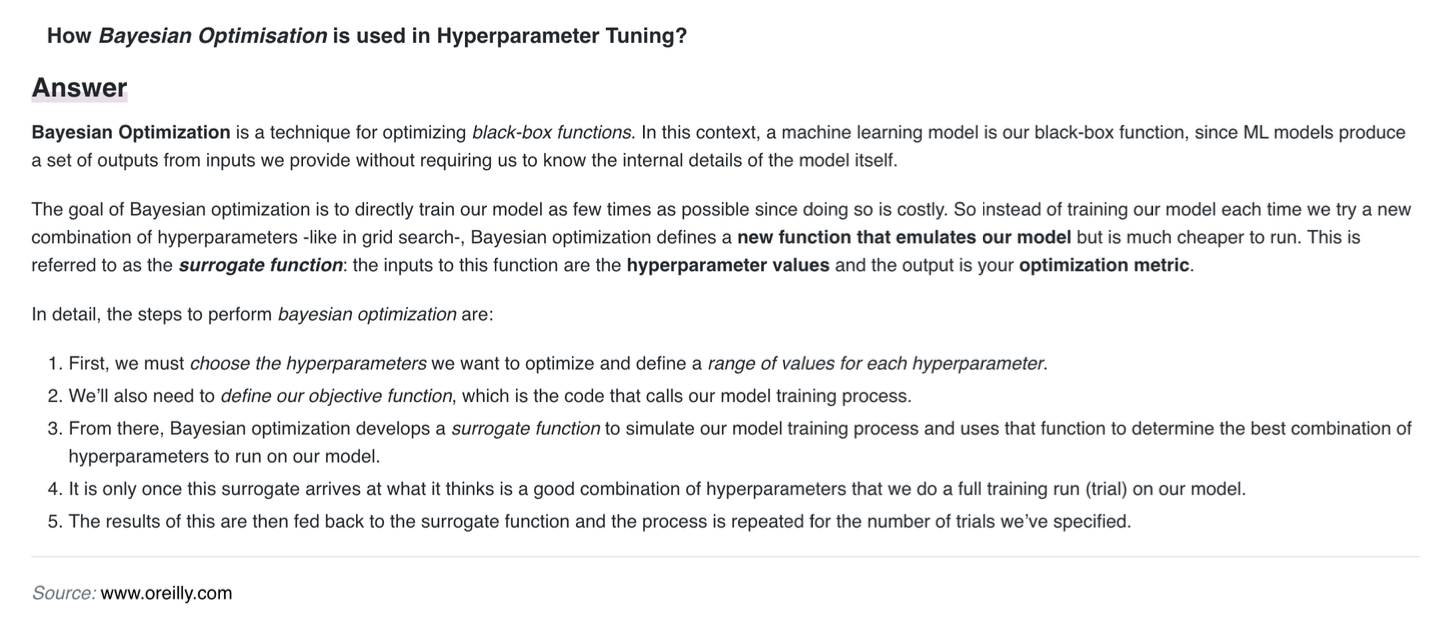 How Bayesian Optimisation is used in Hyperparameter Tuning?
Answer
Bayesian Optimization is a technique for optimizing black-box functions. In this context, a machine learning model is our black-box function, since ML models produce
a set of outputs from inputs we provide without requiring us to know the internal details of the model itself.
The goal of Bayesian optimization is to directly train our model as few times as possible since doing so is costly. So instead of training our model each time we try a new
combination of hyperparameters -like in grid search-, Bayesian optimization defines a new function that emulates our model but is much cheaper to run. This is
referred to as the surrogate function: the inputs to this function are the hyperparameter values and the output is your optimization metric.
In detail, the steps to perform bayesian optimization are:
1. First, we must choose the hyperparameters we want to optimize and define a range of values for each hyperparameter.
2. We’ll also need to define our objective function, which is the code that calls our model training process.
3. From there, Bayesian optimization develops a surrogate function to simulate our model training process and uses that function to determine the best combination of
hyperparameters to run on our model.
4. It is only once this surrogate arrives at what it thinks is a good combination of hyperparameters that we do a full training run (trial) on our model.
5. The results of this are then fed back to the surrogate function and the process is repeated for the number of trials we’ve specified.
Source: www.oreilly.com